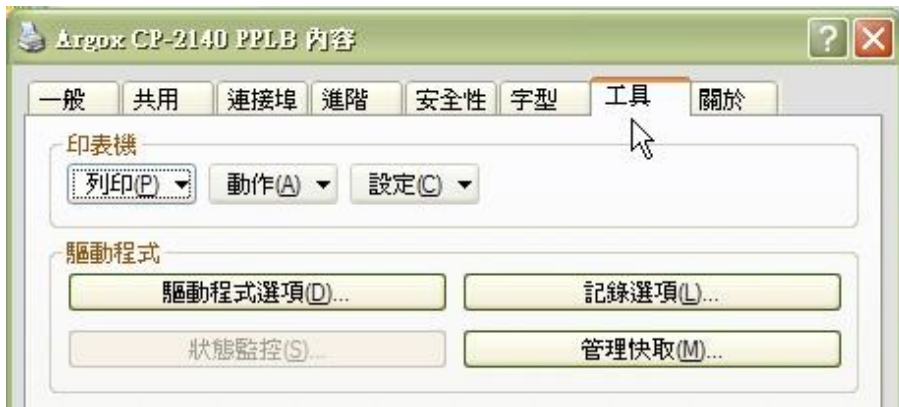 Argox CP-2140 PPLB 內容
一般 共用 連接埠 進階 安全性 字型 工具 關於
印表機
列印(P) 動作(A) 設定(C)
驅動程式
驅動程式選項(D)... 記錄選項(L)...
狀態監控(S)... 管理快取(M)...